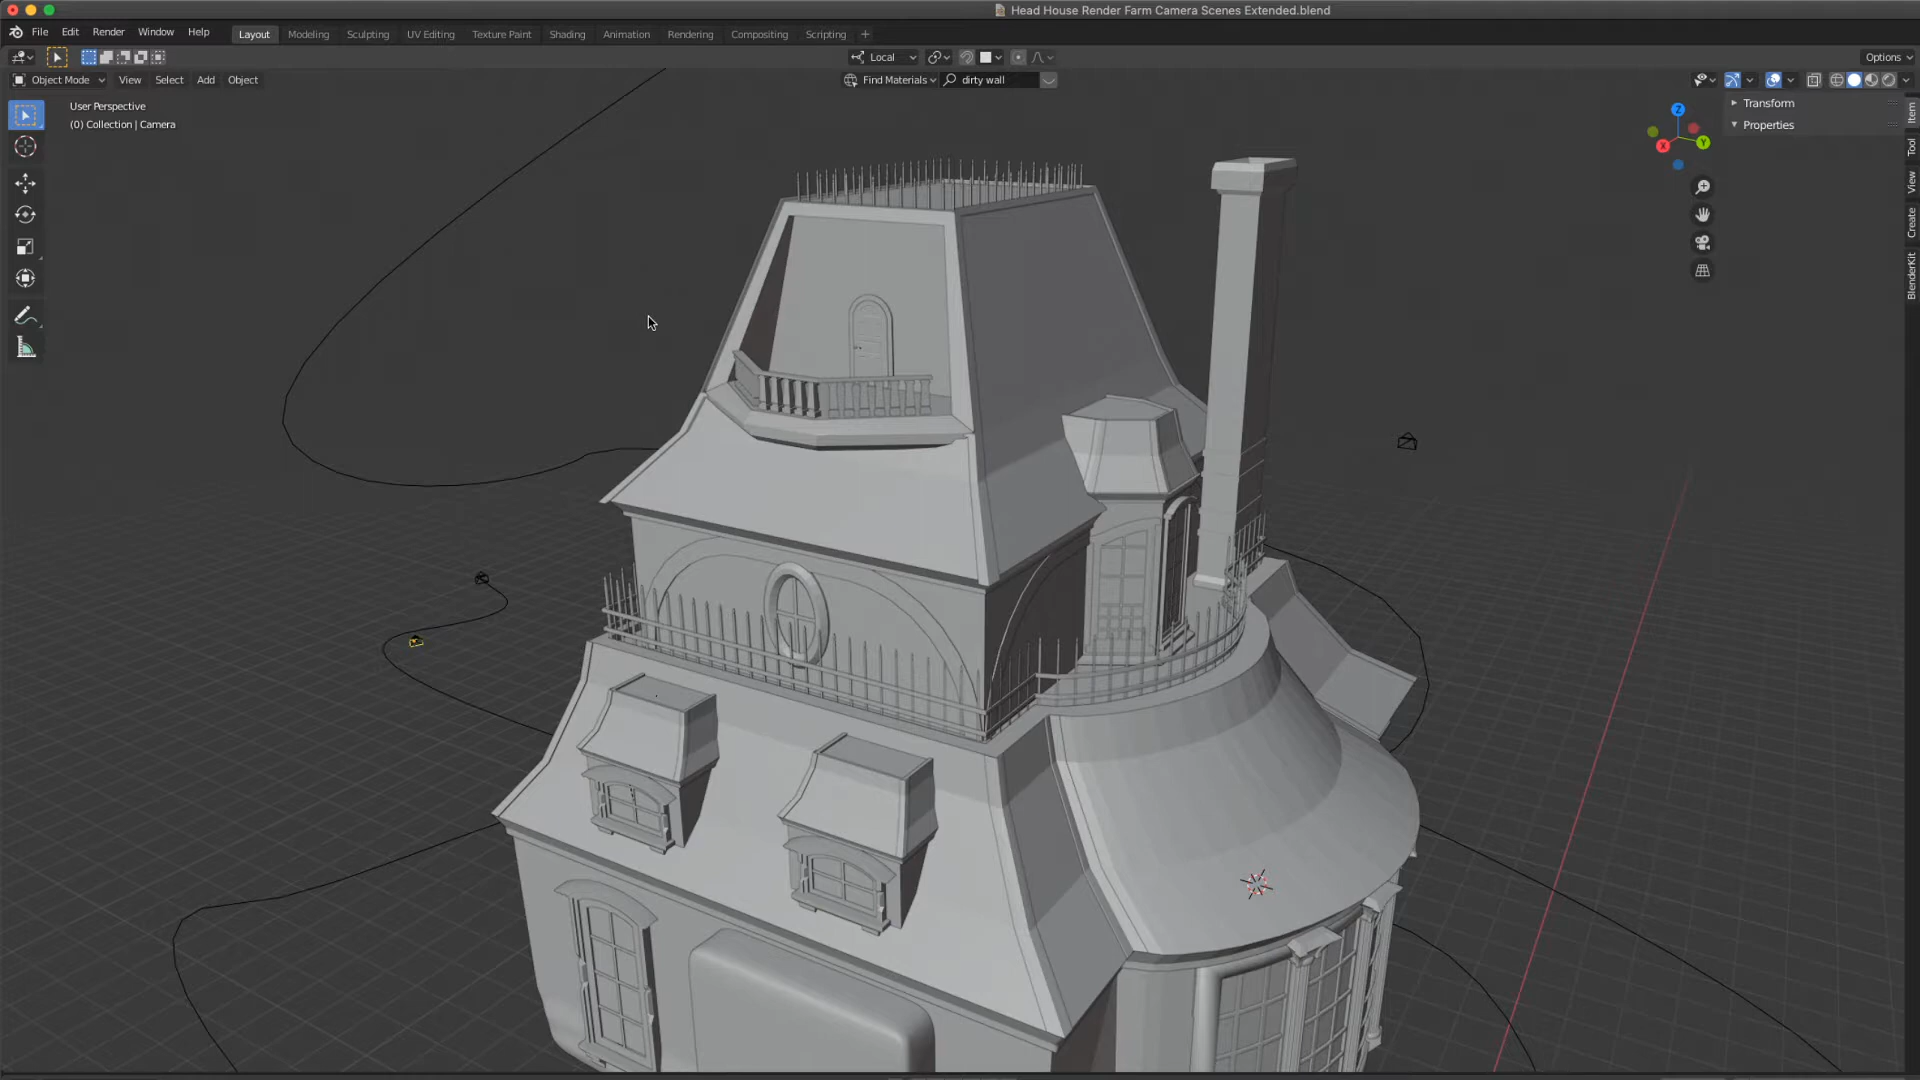 Head House Render Farm Camera Scenes Extended.blend
File Edit Render Window Help Layout Modeling Sculpting UV Editing Texture Paint Shading Animation Rendering Compositing Scripting +
Local Options
Object Mode View Select Add Object Find Materials dirty wall
User Perspective
(0) Collection | Camera
Transform
Properties
Z
Y
X
Item
Tool
View
Create
BlenderKit